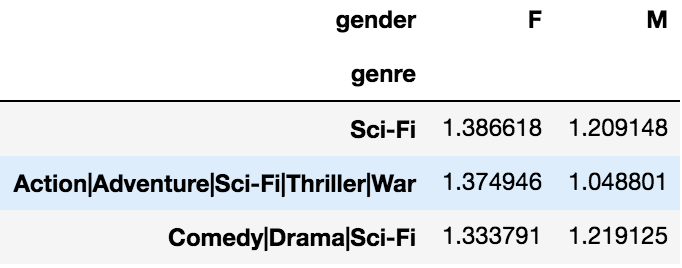 gender F M
genre
Sci-Fi 1.386618 1.209148
Action|Adventure|Sci-Fi|Thriller|War 1.374946 1.048801
Comedy|Drama|Sci-Fi 1.333791 1.219125